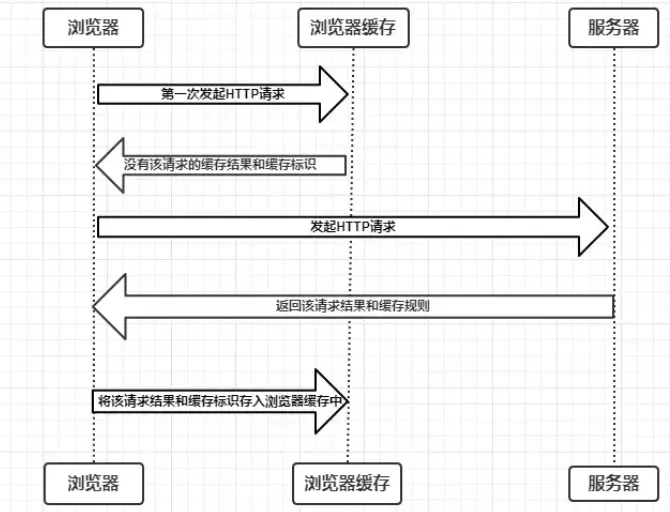 浏览器
浏览器缓存
服务器
第一次发起HTTP请求
没有该请求的缓存结果和缓存标识
发起HTTP请求
返回该请求结果和缓存规则
将该请求结果和缓存标识存入浏览器缓存中
浏览器
浏览器缓存
服务器